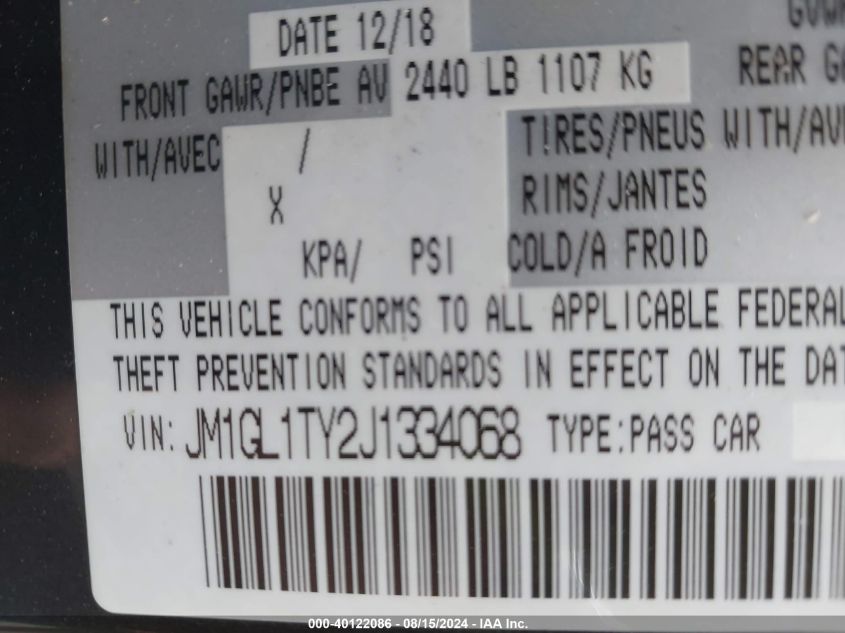 GVWR
DATE 12/18
FRONT GAWR/PNBE AV 2440 LB 1107 KG REAR
WITH/AVEC / TIRES/PNEUS WITH/
X RIMS/JANTES
KPA/ PSI COLD/A FROID
THIS VEHICLE CONFORMS TO ALL APPLICABLE FEDERAL
THEFT PREVENTION STANDARDS IN EFFECT ON THE DAT
VIN: JM1GL1TY2J1334068 TYPE:PASS CAR
000-40122086 - 08/15/2024 - IAA Inc.